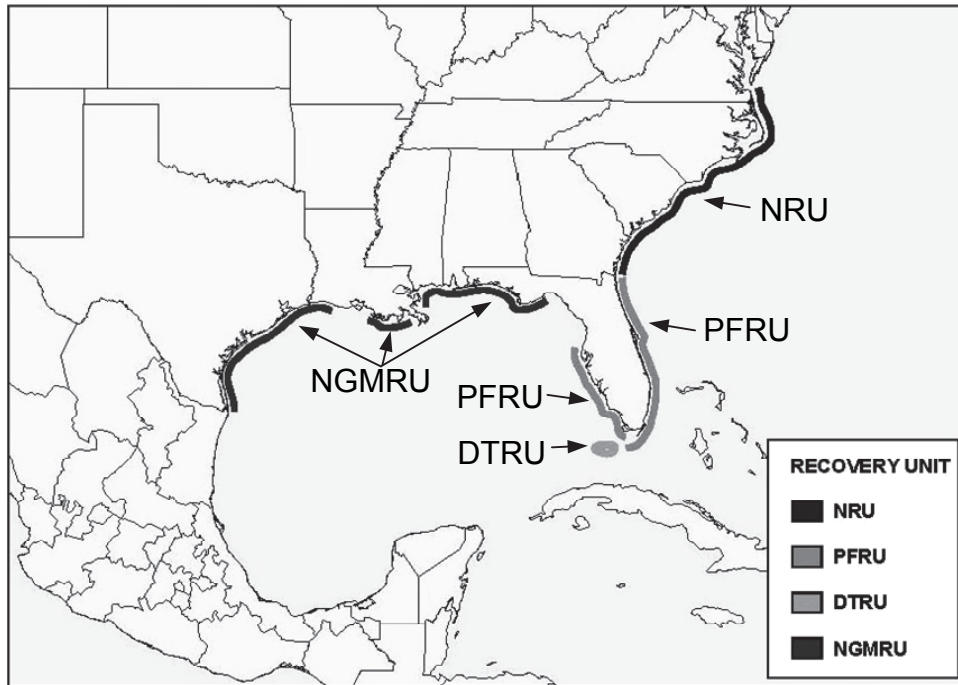 NRU
PFRU
NGMRU
PFRU
DTRU
RECOVERY UNIT
NRU
PFRU
DTRU
NGMRU